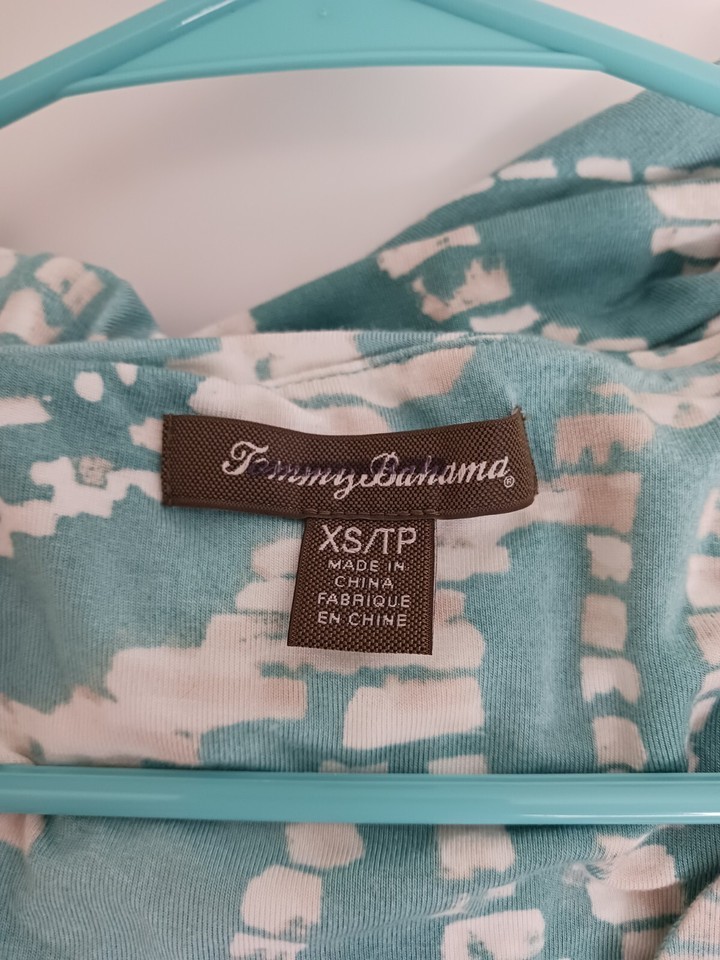 Tommy Bahama®
XS/TP
MADE IN
CHINA
FABRIQUE
EN CHINE